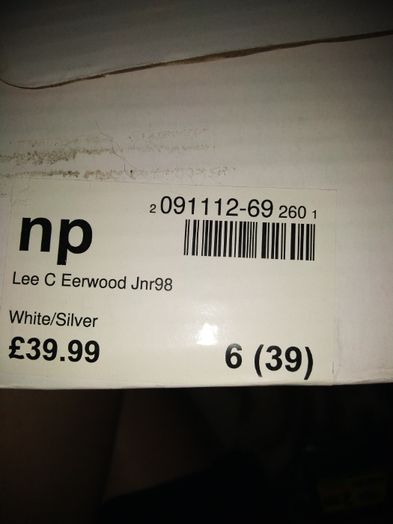 2 091112-69 260 1
np
Lee C Eerwood Jnr98
White/Silver
£39.99
6 (39)